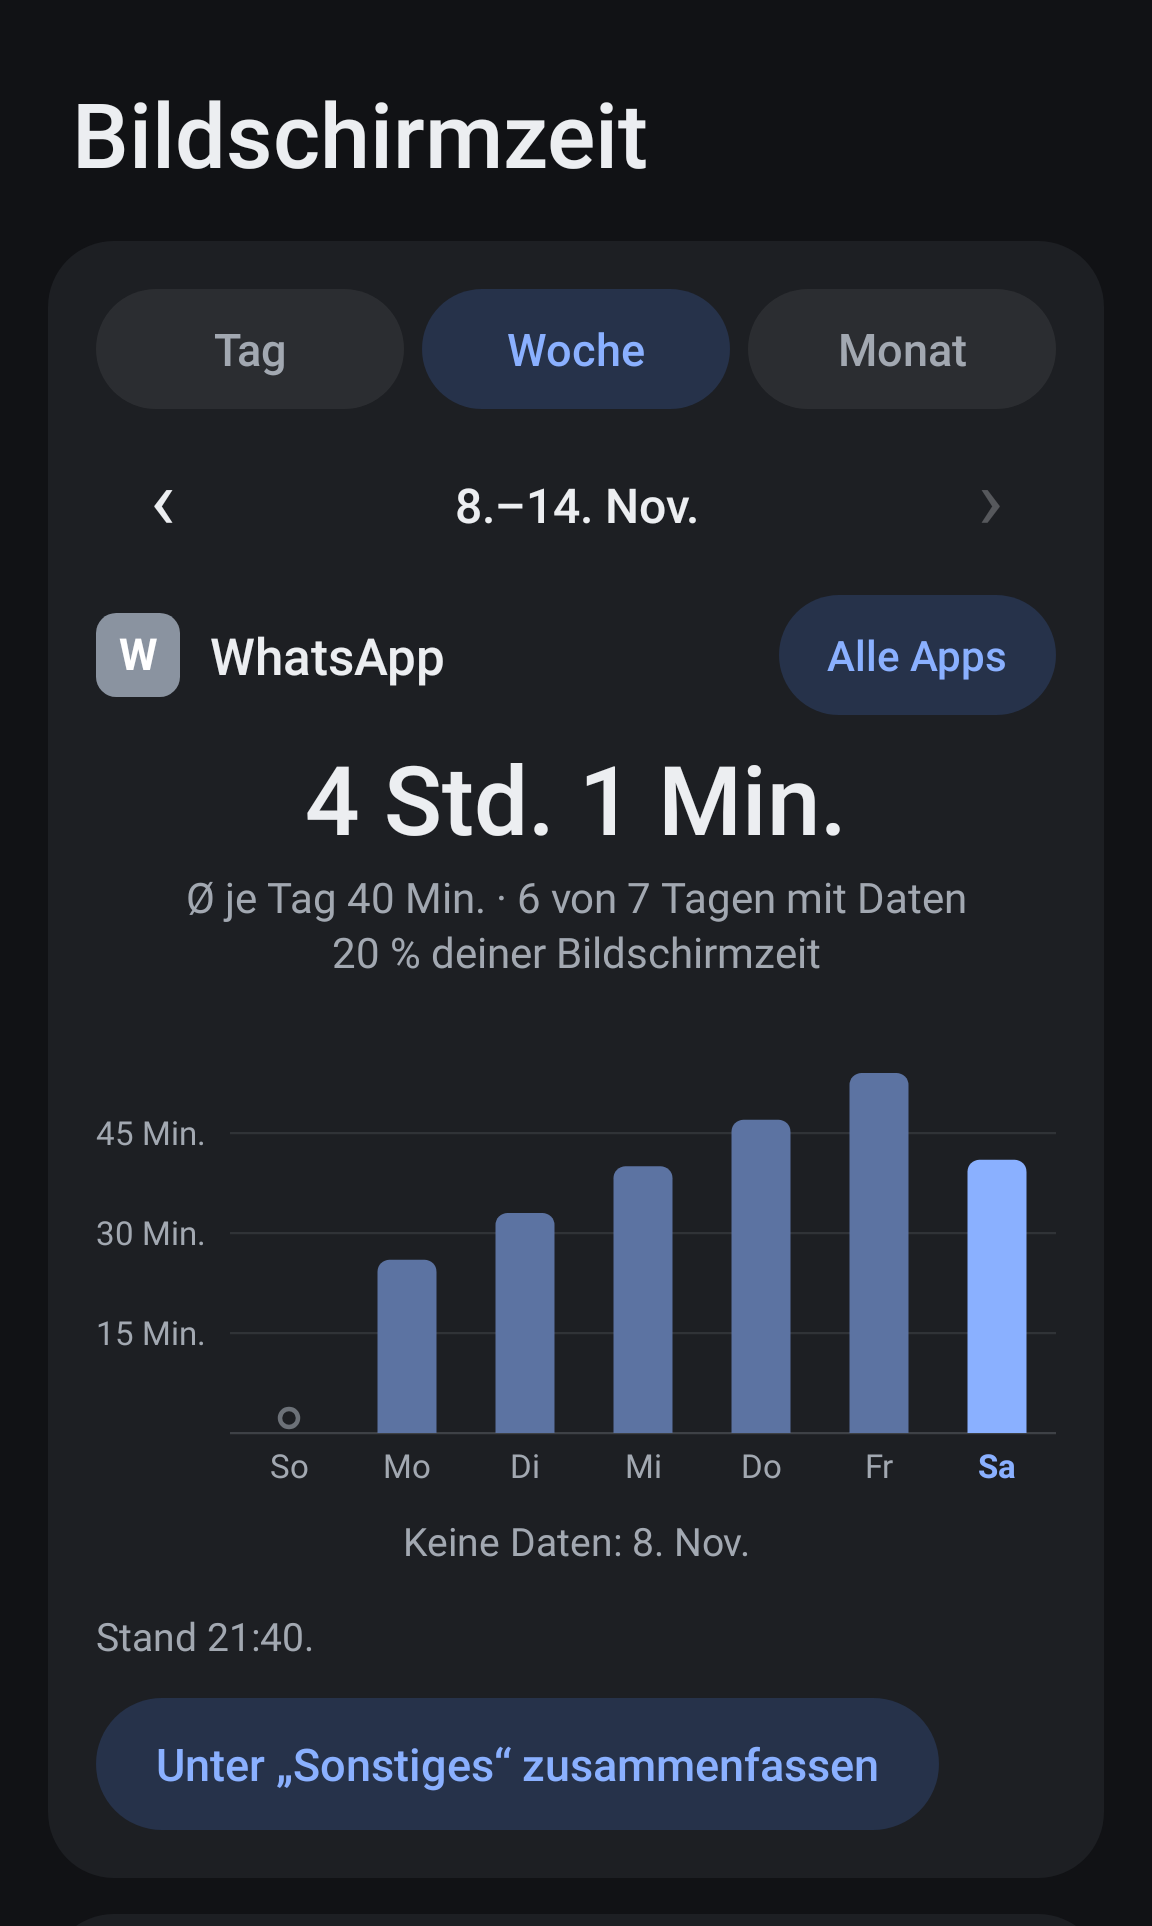 Bildschirmzeit
Tag Woche Monat
‹ 8.–14. Nov. ›
W WhatsApp Alle Apps
4 Std. 1 Min.
Ø je Tag 40 Min. · 6 von 7 Tagen mit Daten
20 % deiner Bildschirmzeit
45 Min.
30 Min.
15 Min.
So Mo Di Mi Do Fr Sa
Keine Daten: 8. Nov.
Stand 21:40.
Unter „Sonstiges“ zusammenfassen